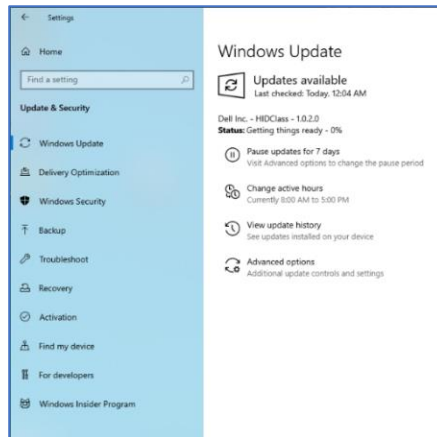 Settings
Home
Find a setting
Update & Security
Windows Update
Delivery Optimization
Windows Security
Backup
Troubleshoot
Recovery
Activation
Find my device
For developers
Windows Insider Program
Windows Update
Updates available
Last checked: Today, 12:04 AM
Dell Inc. - HIDClass - 1.0.2.0
Status: Getting things ready - 0%
Pause updates for 7 days
Visit Advanced options to change the pause period
Change active hours
Currently 8:00 AM to 5:00 PM
View update history
See updates installed on your device
Advanced options
Additional update controls and settings